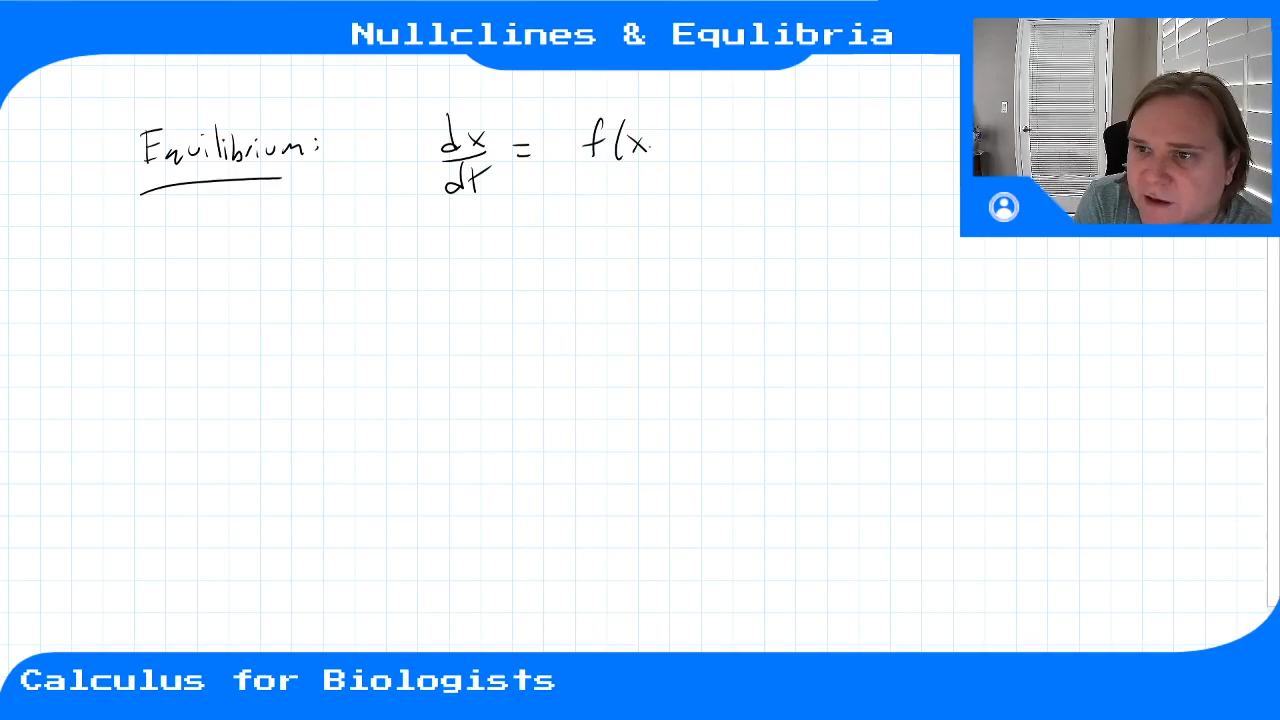 Nullclines & Equlibria
Equilibrium: dx/dt = f(x
Calculus for Biologists